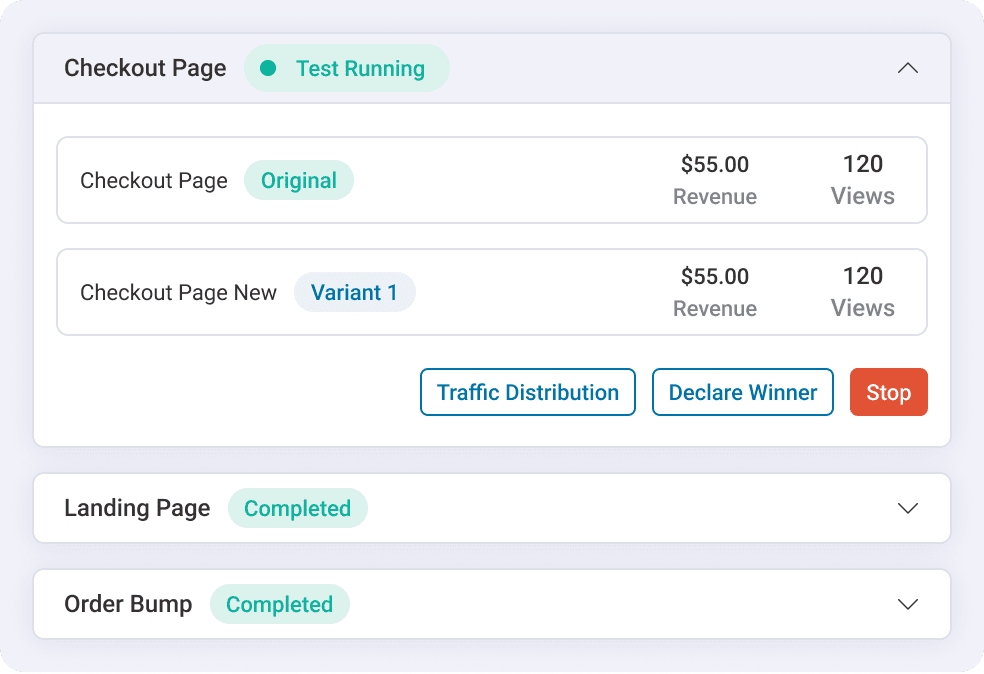 Checkout Page Test Running
Checkout Page Original $55.00 Revenue 120 Views
Checkout Page New Variant 1 $55.00 Revenue 120 Views
Traffic Distribution Declare Winner Stop
Landing Page Completed
Order Bump Completed